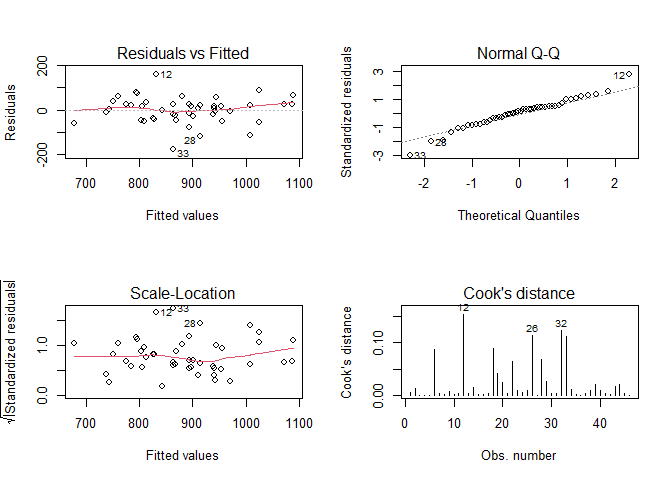 Residuals vs Fitted
Residuals
200
0
-200
12
28
33
700 800 900 1000 1100
Fitted values
Normal Q-Q
Standardized residuals
3
1
-1
-3
12
28
33
-2 -1 0 1 2
Theoretical Quantiles
Scale-Location
√|Standardized residuals|
1.0
0.0
12
33
28
700 800 900 1000 1100
Fitted values
Cook's distance
Cook's distance
0.10
0.00
12
26
32
0 10 20 30 40
Obs. number